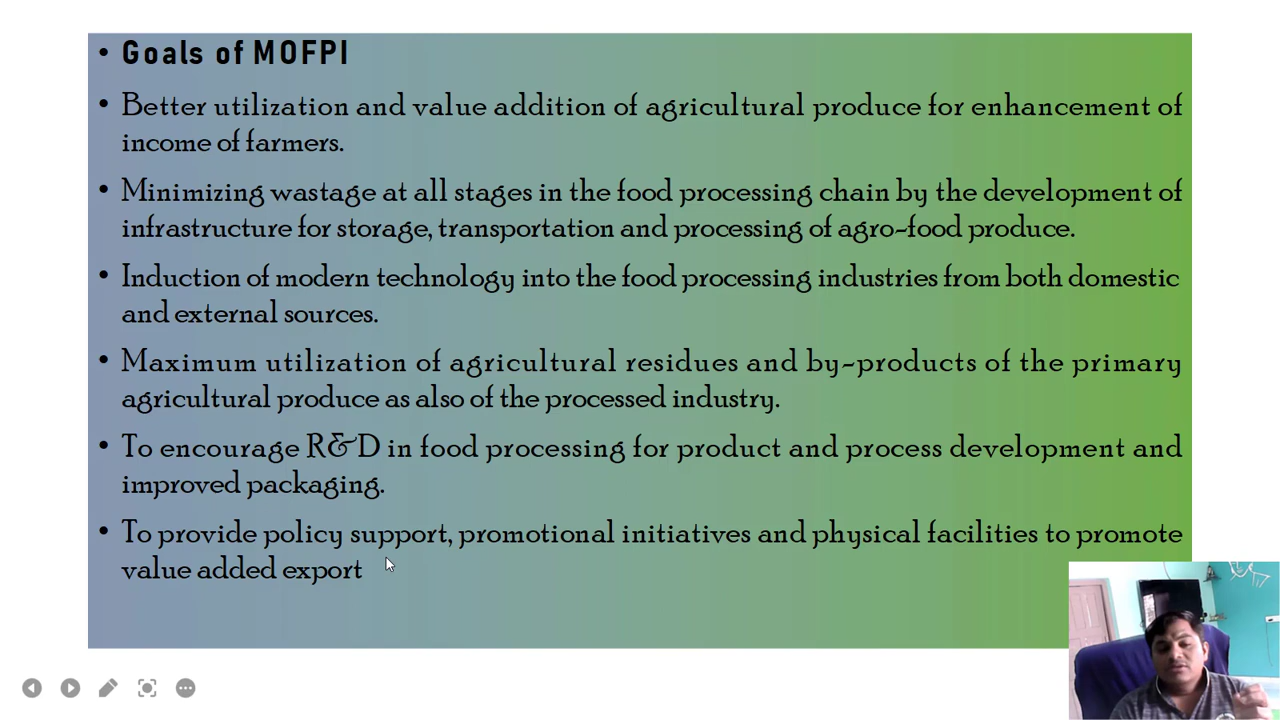 • Goals of MOFPI
• Better utilization and value addition of agricultural produce for enhancement of
income of farmers.
• Minimizing wastage at all stages in the food processing chain by the development of
infrastructure for storage, transportation and processing of agro-food produce.
• Induction of modern technology into the food processing industries from both domestic
and external sources.
• Maximum utilization of agricultural residues and by-products of the primary
agricultural produce as also of the processed industry.
• To encourage R&D in food processing for product and process development and
improved packaging.
• To provide policy support, promotional initiatives and physical facilities to promote
value added export